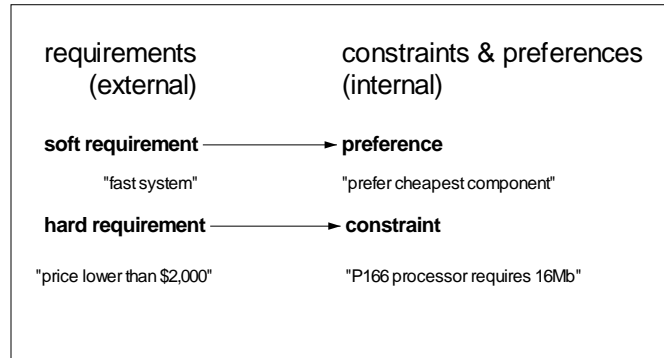 requirements
(external)
constraints & preferences
(internal)
soft requirement
preference
"fast system"
"prefer cheapest component"
hard requirement
constraint
"price lower than $2,000"
"P166 processor requires 16Mb"